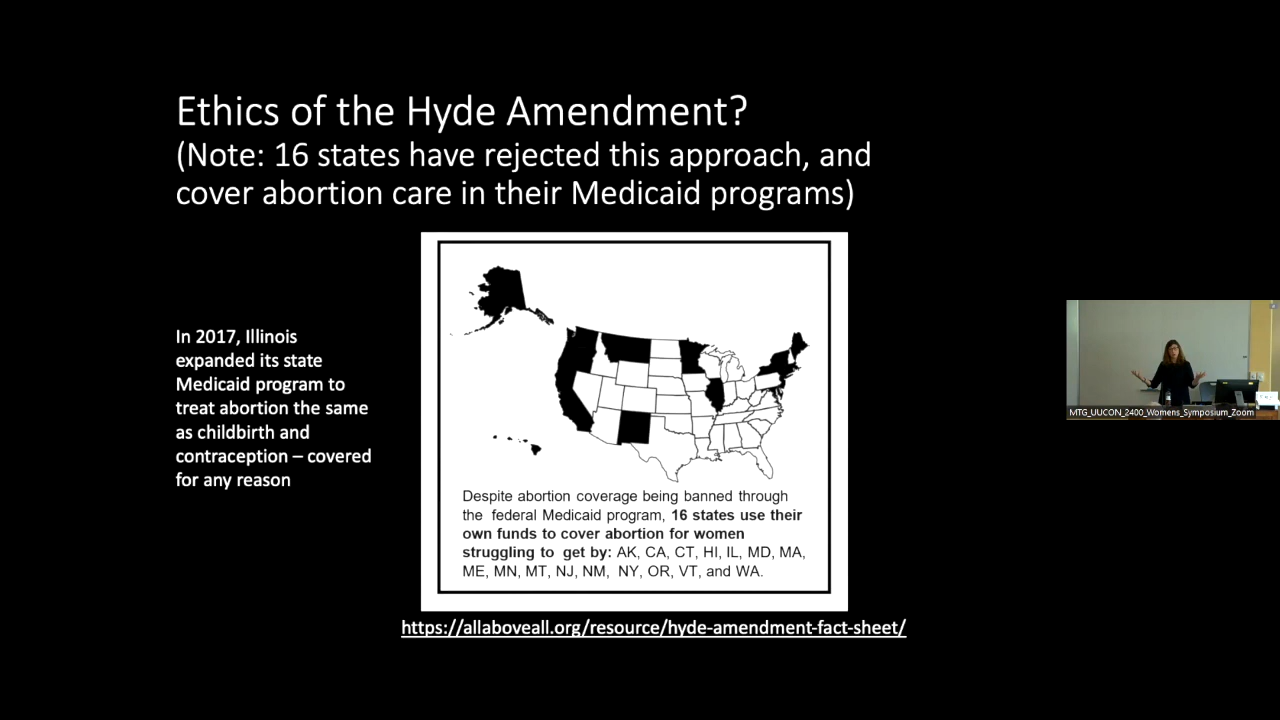 Ethics of the Hyde Amendment?
(Note: 16 states have rejected this approach, and
cover abortion care in their Medicaid programs)
In 2017, Illinois
expanded its state
Medicaid program to
treat abortion the same
as childbirth and
contraception – covered
for any reason
Despite abortion coverage being banned through
the federal Medicaid program, 16 states use their
own funds to cover abortion for women
struggling to get by: AK, CA, CT, HI, IL, MD, MA,
ME, MN, MT, NJ, NM, NY, OR, VT, and WA.
https://allaboveall.org/resource/hyde-amendment-fact-sheet/
MTG_UUCON_2400_Womens_Symposium_Zoom